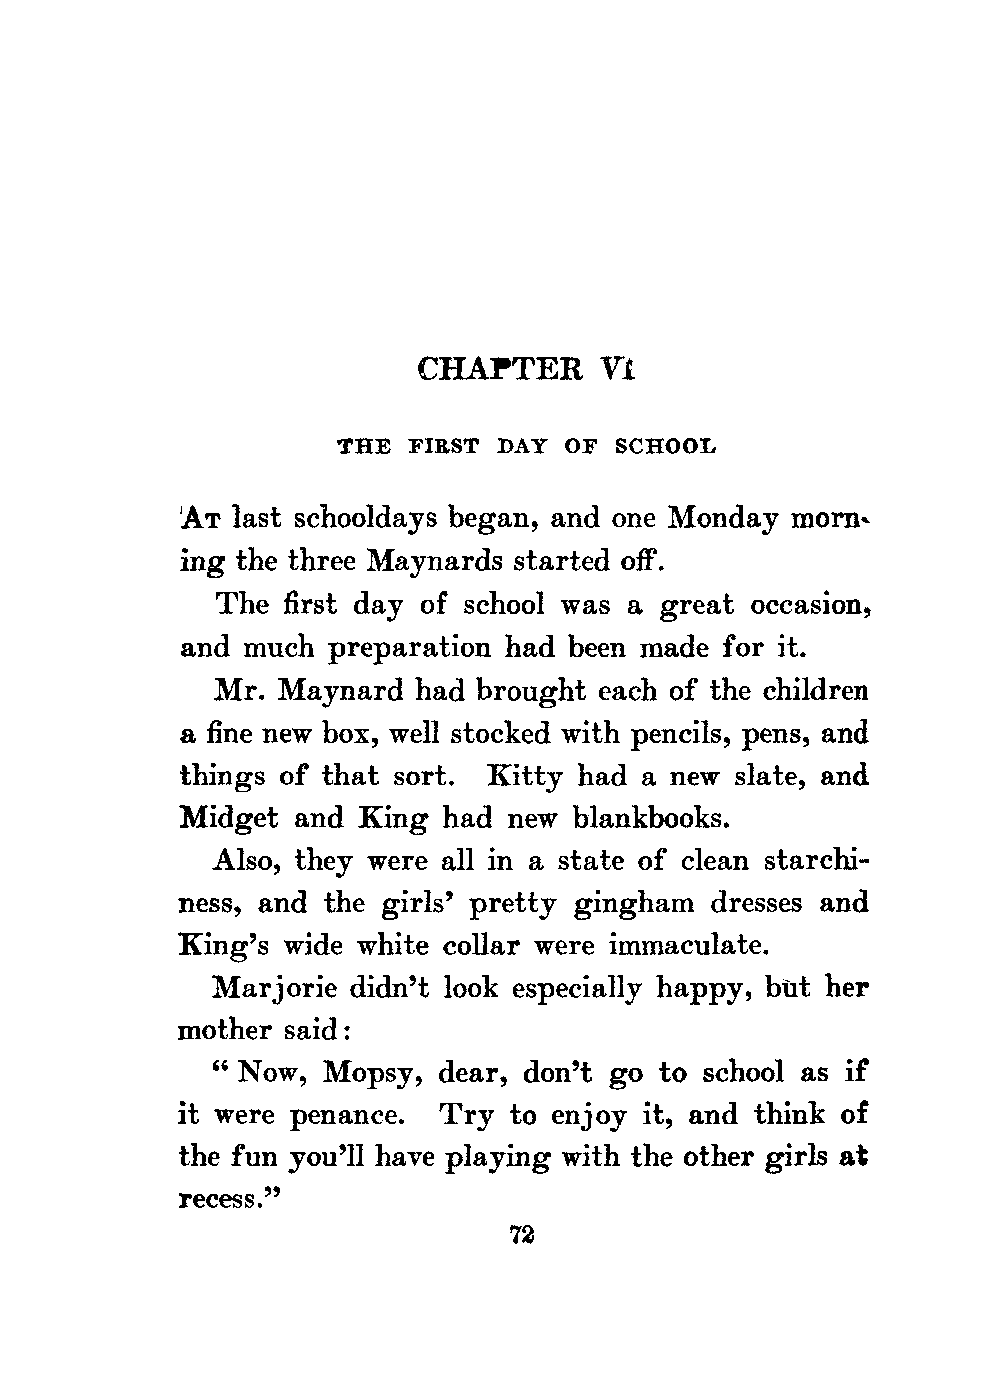 CHAPTER VI
THE FIRST DAY OF SCHOOL
AT last schooldays began, and one Monday morn-
ing the three Maynards started off.
The first day of school was a great occasion,
and much preparation had been made for it.
Mr. Maynard had brought each of the children
a fine new box, well stocked with pencils, pens, and
things of that sort. Kitty had a new slate, and
Midget and King had new blankbooks.
Also, they were all in a state of clean starchi-
ness, and the girls’ pretty gingham dresses and
King’s wide white collar were immaculate.
Marjorie didn’t look especially happy, but her
mother said:
“ Now, Mopsy, dear, don’t go to school as if
it were penance. Try to enjoy it, and think of
the fun you’ll have playing with the other girls at
recess.”
72